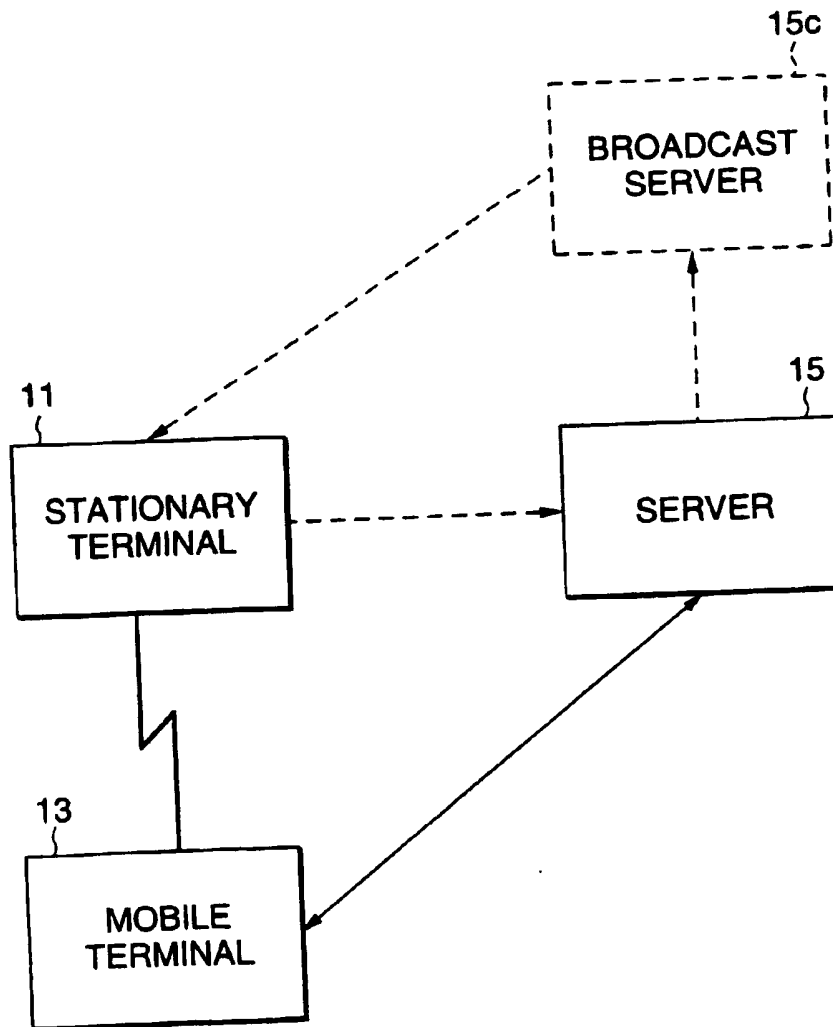 15c
BROADCAST
SERVER
11
STATIONARY
TERMINAL
15
SERVER
13
MOBILE
TERMINAL